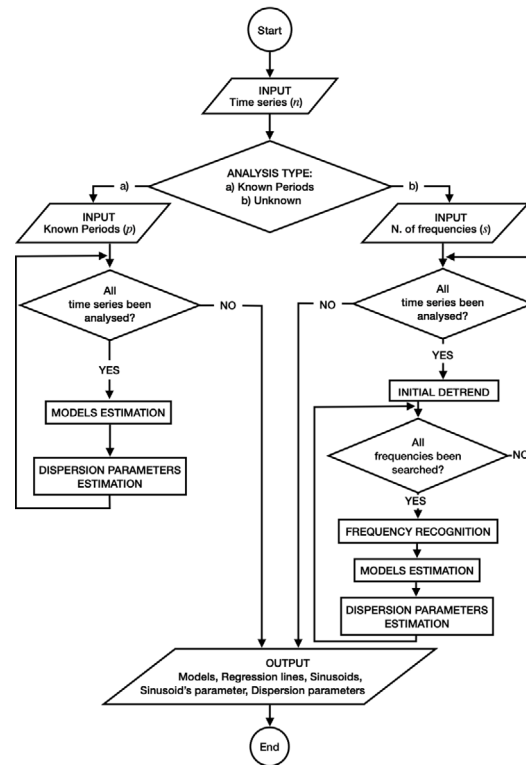 Start
INPUT
Time series (n)
ANALYSIS TYPE:
a) Known Periods
b) Unknown
a)
b)
INPUT
Known Periods (p)
INPUT
N. of frequencies (s)
All
time series been
analysed?
NO
NO
All
time series been
analysed?
YES
YES
MODELS ESTIMATION
DISPERSION PARAMETERS
ESTIMATION
INITIAL DETREND
All
frequencies been
searched?
NO
YES
FREQUENCY RECOGNITION
MODELS ESTIMATION
DISPERSION PARAMETERS
ESTIMATION
OUTPUT
Models, Regression lines, Sinusoids,
Sinusoid's parameter, Dispersion parameters
End